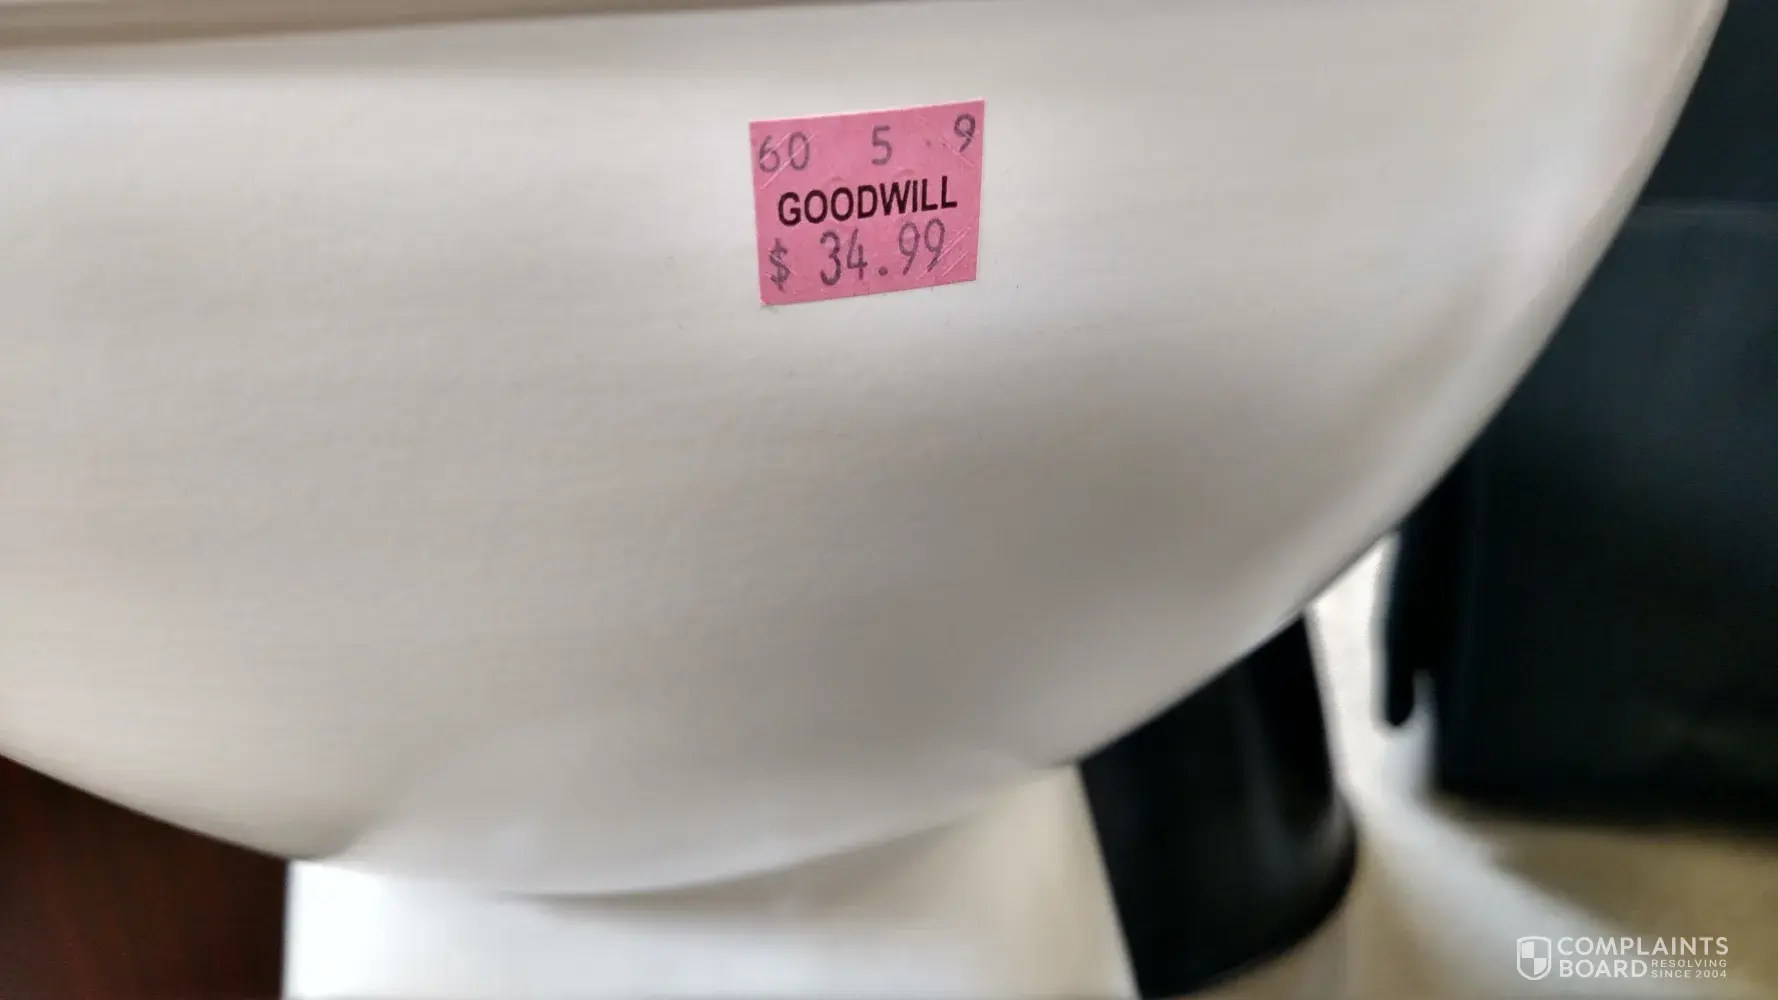 60 5 9
GOODWILL
$ 34.99
COMPLAINTS
BOARD RESOLVING
SINCE 2004